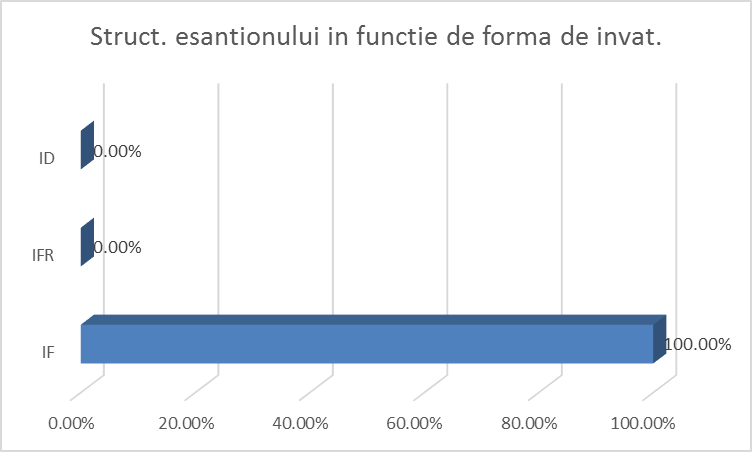 Struct. esantionului in functie de forma de invat.
ID 0.00%
IFR 0.00%
IF 100.00%
0.00% 20.00% 40.00% 60.00% 80.00% 100.00%